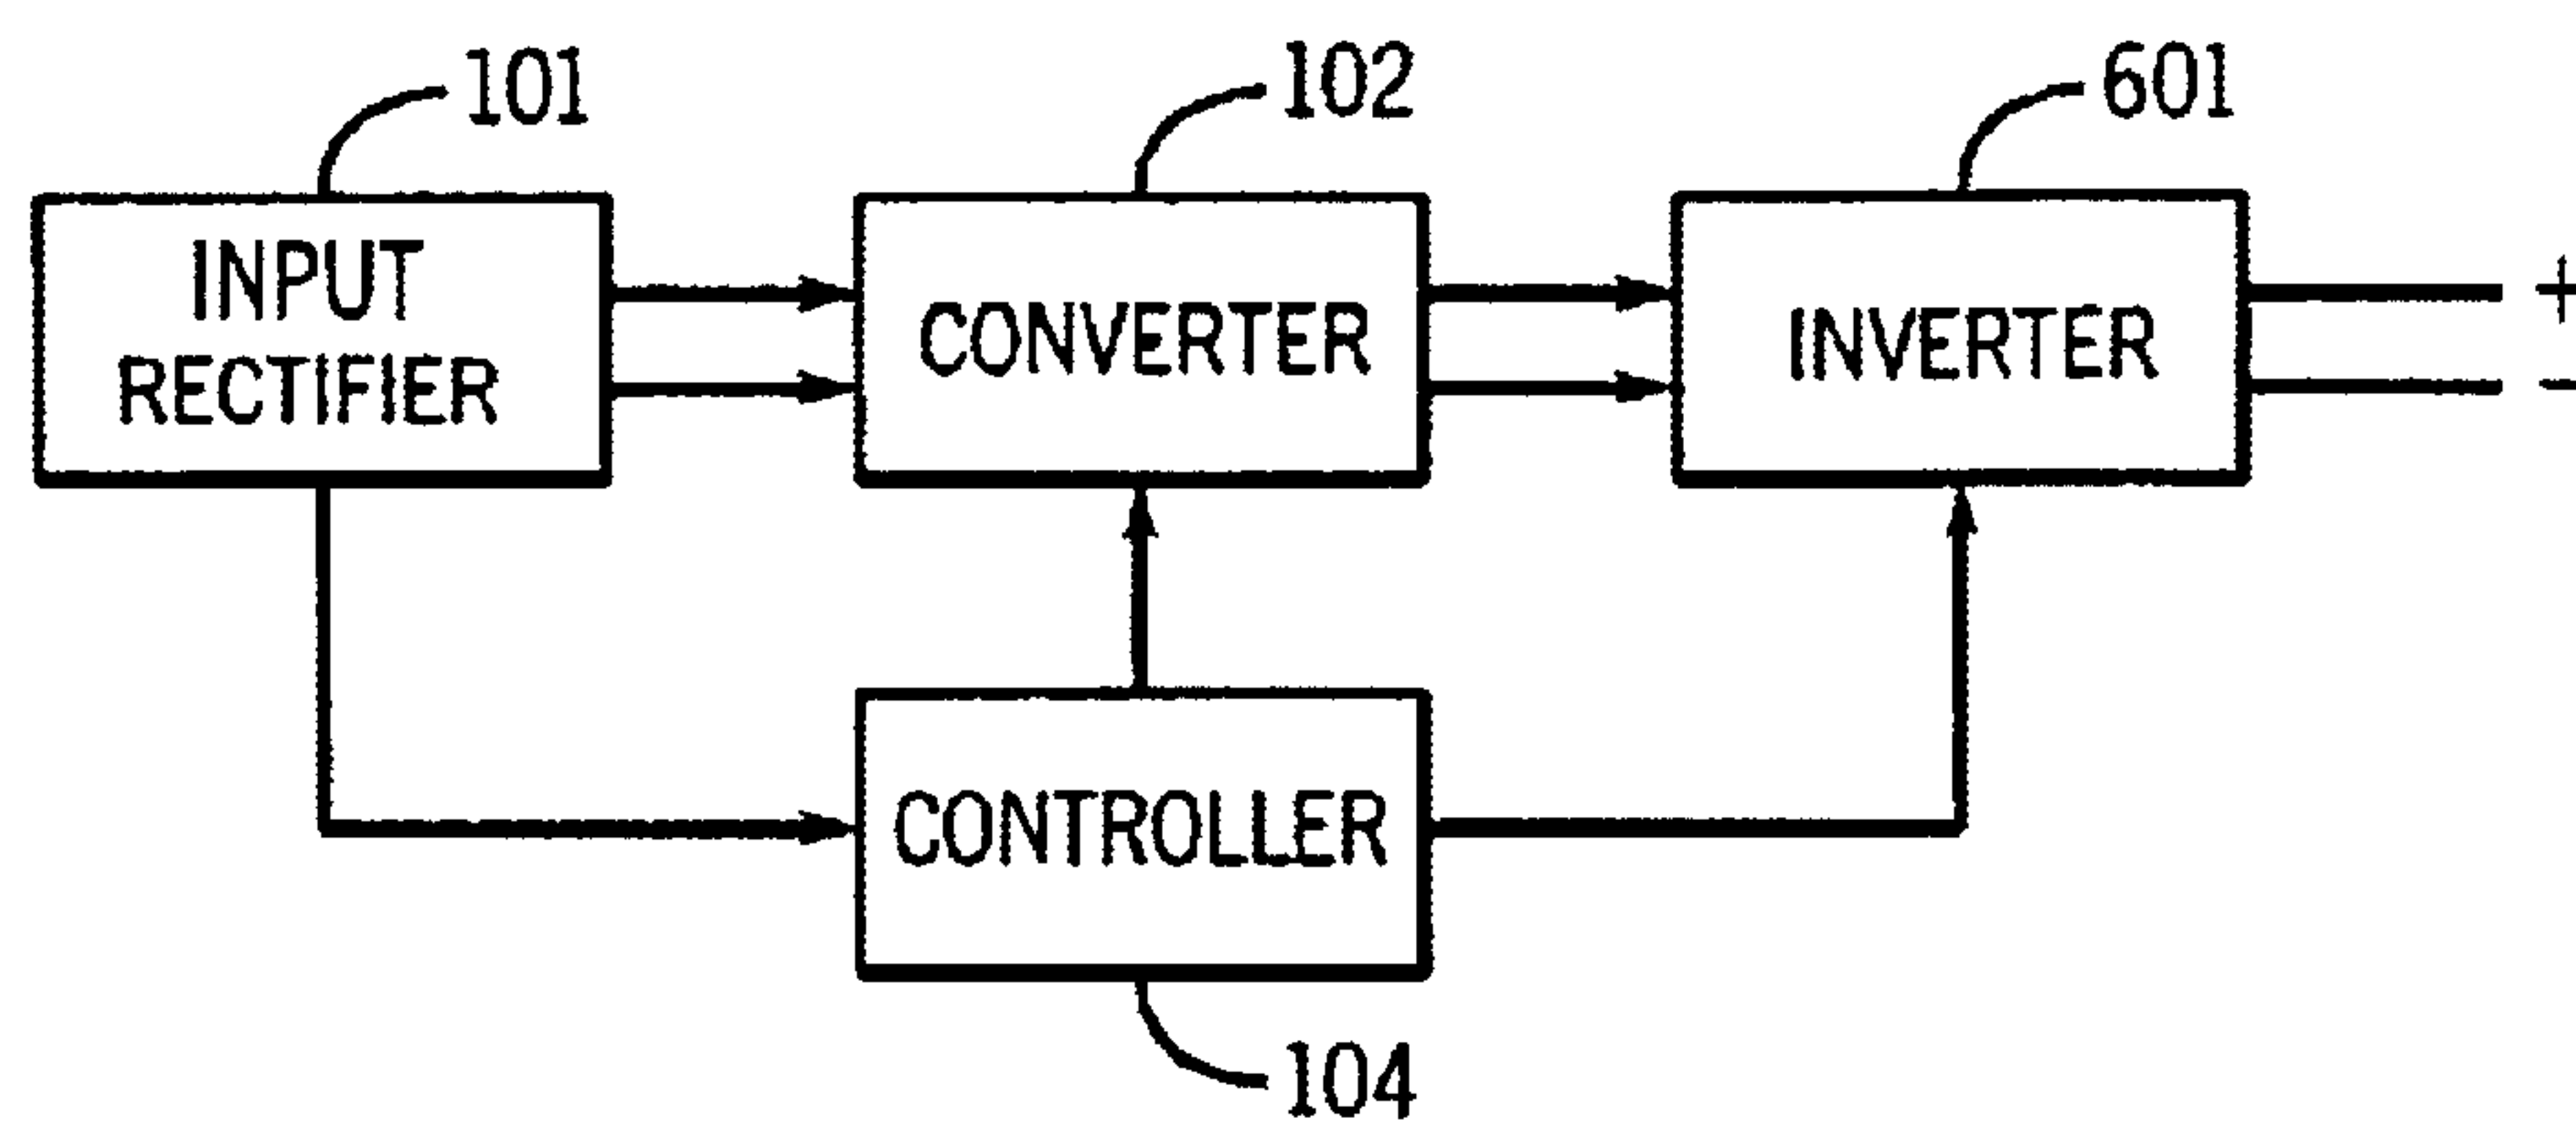 101
102
601
INPUT
RECTIFIER
CONVERTER
INVERTER
+
-
CONTROLLER
104